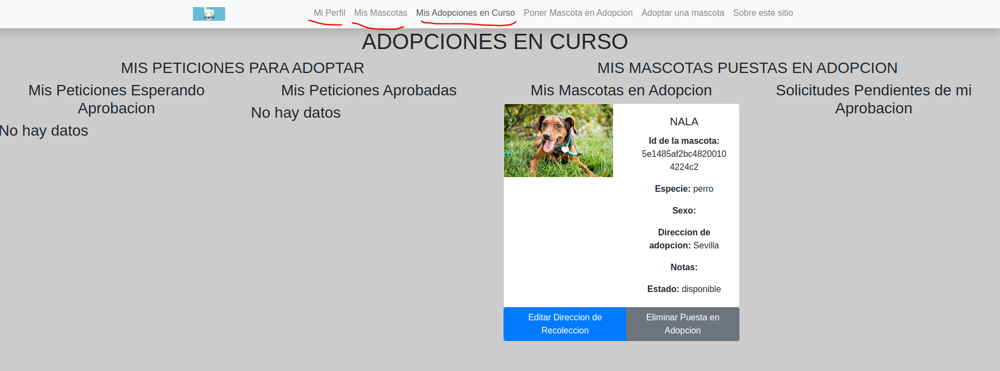 ADOPTA
Mi Perfil Mis Mascotas Mis Adopciones en Curso Poner Mascota en Adopcion Adoptar una mascota Sobre este sitio
ADOPCIONES EN CURSO
MIS PETICIONES PARA ADOPTAR
Mis Peticiones Esperando
Aprobacion
No hay datos
Mis Peticiones Aprobadas
No hay datos
MIS MASCOTAS PUESTAS EN ADOPCION
Mis Mascotas en Adopcion
NALA
Id de la mascota:
5e1485af2bc4820010
4224c2
Especie: perro
Sexo:
Direccion de
adopcion: Sevilla
Notas:
Estado: disponible
Editar Direccion de
Recoleccion
Eliminar Puesta en
Adopcion
Solicitudes Pendientes de mi
Aprobacion